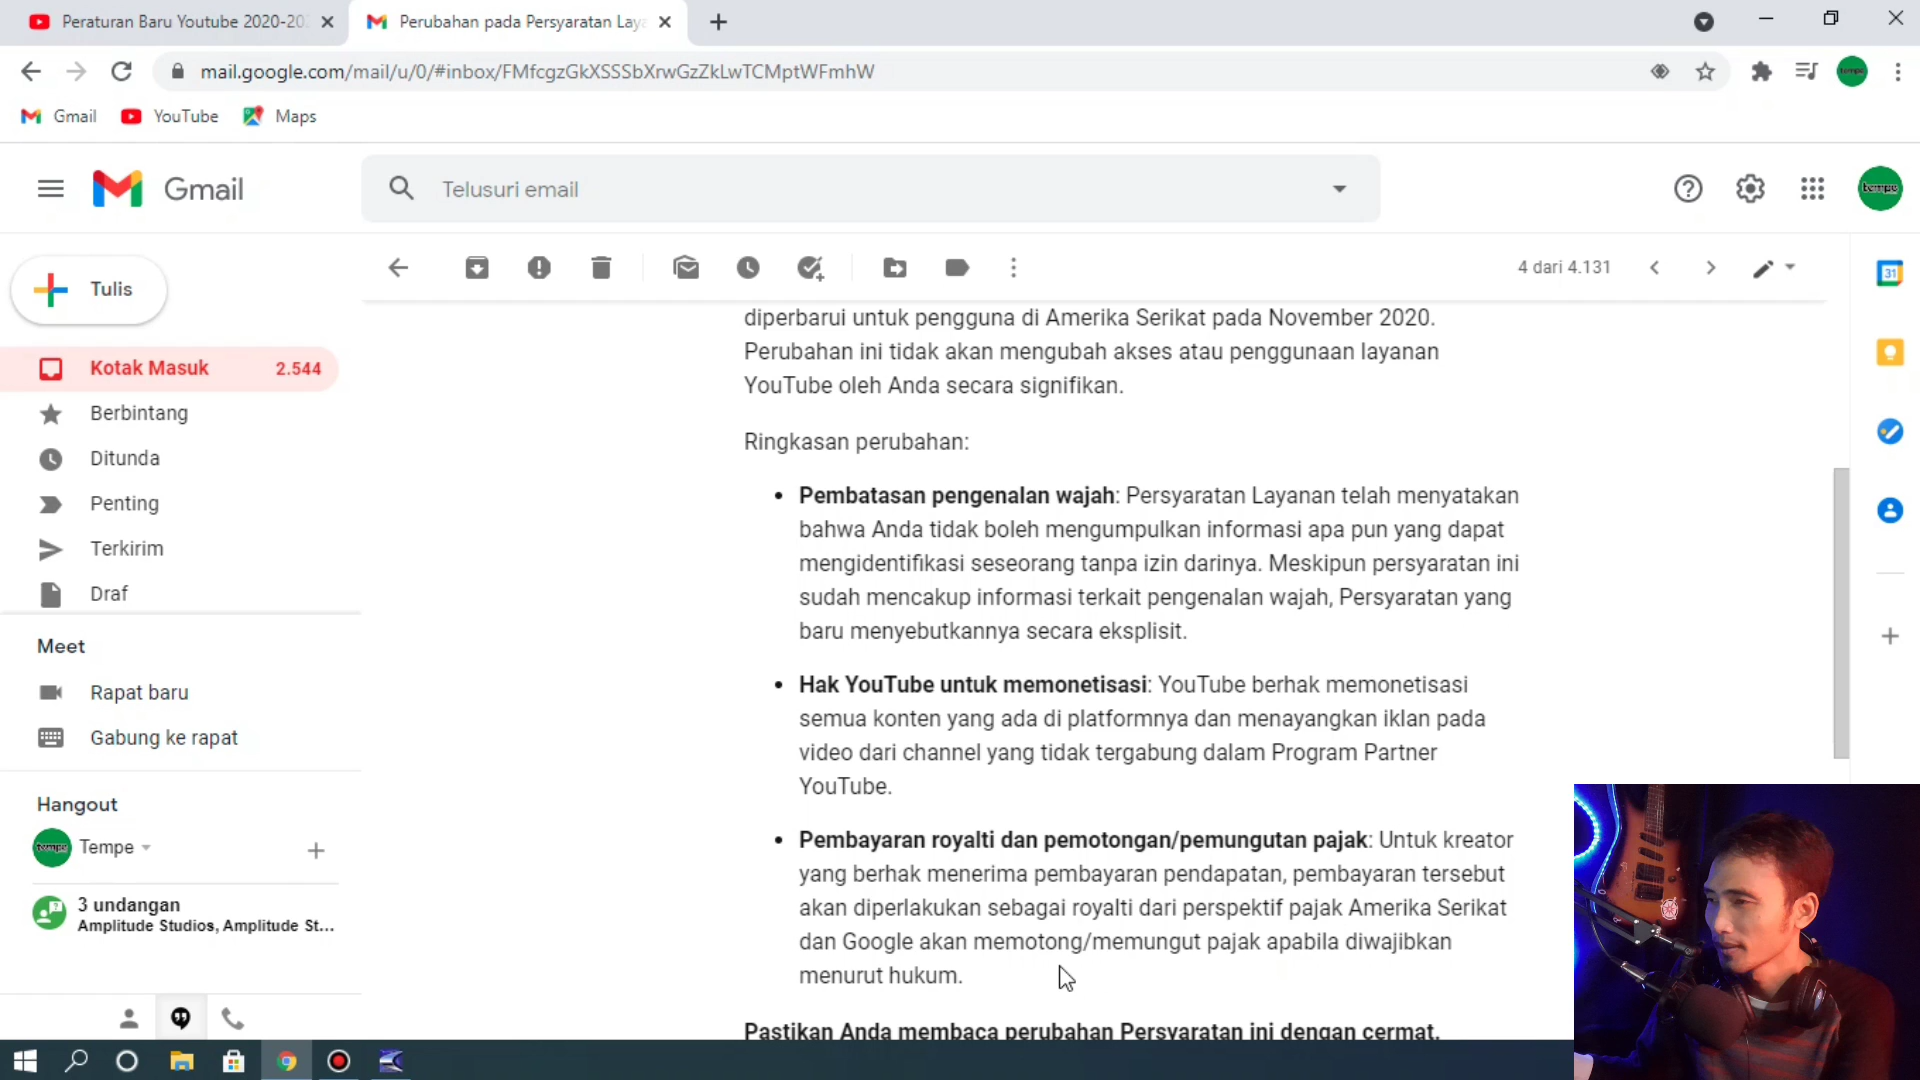 Peraturan Baru Youtube 2020-20
Perubahan pada Persyaratan Lay
mail.google.com/mail/u/0/#inbox/FMfcgzGkXSSSbXrwGzZkLwTCMptWFmhW
Gmail YouTube Maps
Gmail
Telusuri email
tempe
Tulis
4 dari 4.131
Kotak Masuk 2.544
Berbintang
Ditunda
Penting
Terkirim
Draf
Meet
Rapat baru
Gabung ke rapat
Hangout
Tempe
3 undangan
Amplitude Studios, Amplitude St...
diperbarui untuk pengguna di Amerika Serikat pada November 2020.
Perubahan ini tidak akan mengubah akses atau penggunaan layanan
YouTube oleh Anda secara signifikan.
Ringkasan perubahan:
• Pembatasan pengenalan wajah: Persyaratan Layanan telah menyatakan
bahwa Anda tidak boleh mengumpulkan informasi apa pun yang dapat
mengidentifikasi seseorang tanpa izin darinya. Meskipun persyaratan ini
sudah mencakup informasi terkait pengenalan wajah, Persyaratan yang
baru menyebutkannya secara eksplisit.
• Hak YouTube untuk memonetisasi: YouTube berhak memonetisasi
semua konten yang ada di platformnya dan menayangkan iklan pada
video dari channel yang tidak tergabung dalam Program Partner
YouTube.
• Pembayaran royalti dan pemotongan/pemungutan pajak: Untuk kreator
yang berhak menerima pembayaran pendapatan, pembayaran tersebut
akan diperlakukan sebagai royalti dari perspektif pajak Amerika Serikat
dan Google akan memotong/memungut pajak apabila diwajibkan
menurut hukum.
Pastikan Anda membaca perubahan Persyaratan ini dengan cermat.
31